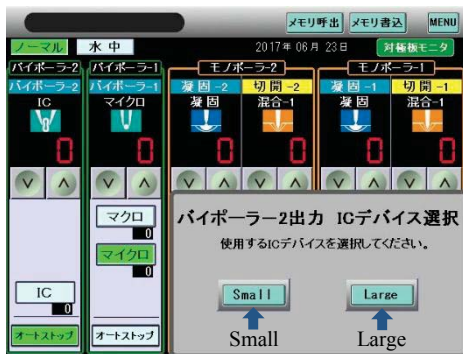 メモリ呼出 メモリ書込 MENU
ノーマル 水中 2017年 06月 23日 対極板モニタ
バイポーラ-2 バイポーラ-1 モノポーラ-2 モノポーラ-1
バイポーラ-2 バイポーラ-1 凝固-2 切開-2 凝固-1 切開-1
IC マイクロ 凝固 混合-1 凝固 混合-1
0 0 0 0 0 0
∨ ∧ ∨ ∧ ∨ ∧ ∨ ∧ ∨ ∧ ∨ ∧
マクロ
0
マイクロ
0
IC
0
オートストップ オートストップ
バイポーラー2出力 ICデバイス選択
使用するICデバイスを選択してください。
Small Large
Small Large